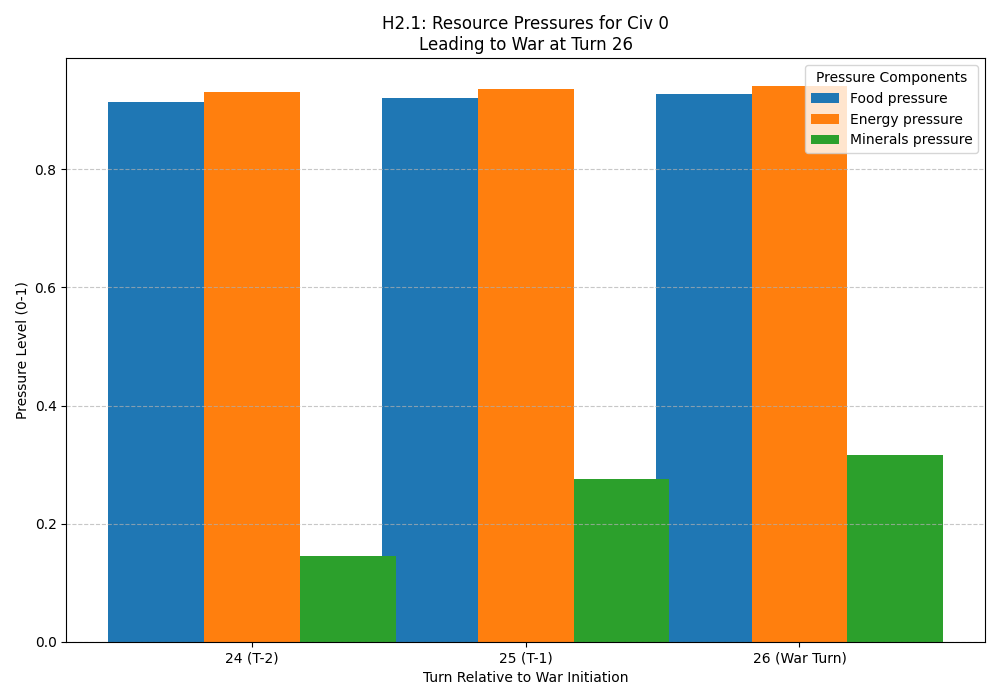 H2.1: Resource Pressures for Civ 0
Leading to War at Turn 26
Pressure Components
Food pressure
Energy pressure
Minerals pressure
Pressure Level (0-1)
0.8
0.6
0.4
0.2
0.0
24 (T-2)
25 (T-1)
26 (War Turn)
Turn Relative to War Initiation